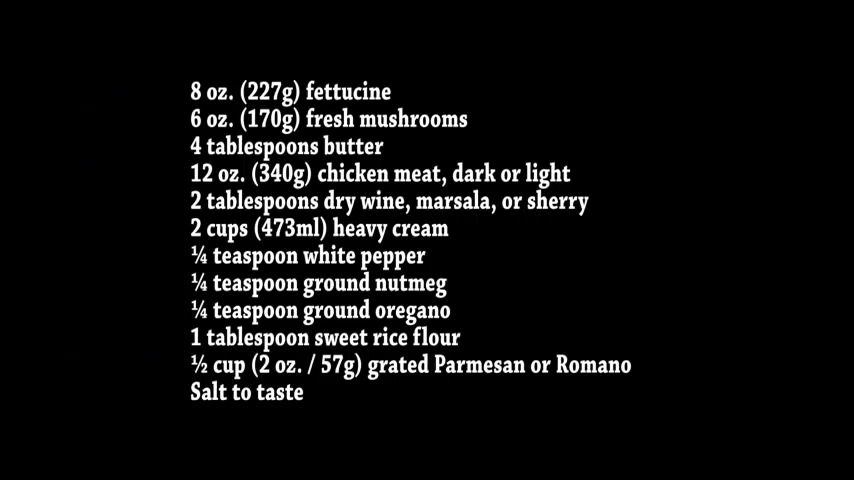 8 oz. (227g) fettucine
6 oz. (170g) fresh mushrooms
4 tablespoons butter
12 oz. (340g) chicken meat, dark or light
2 tablespoons dry wine, marsala, or sherry
2 cups (473ml) heavy cream
¼ teaspoon white pepper
¼ teaspoon ground nutmeg
¼ teaspoon ground oregano
1 tablespoon sweet rice flour
½ cup (2 oz. / 57g) grated Parmesan or Romano
Salt to taste